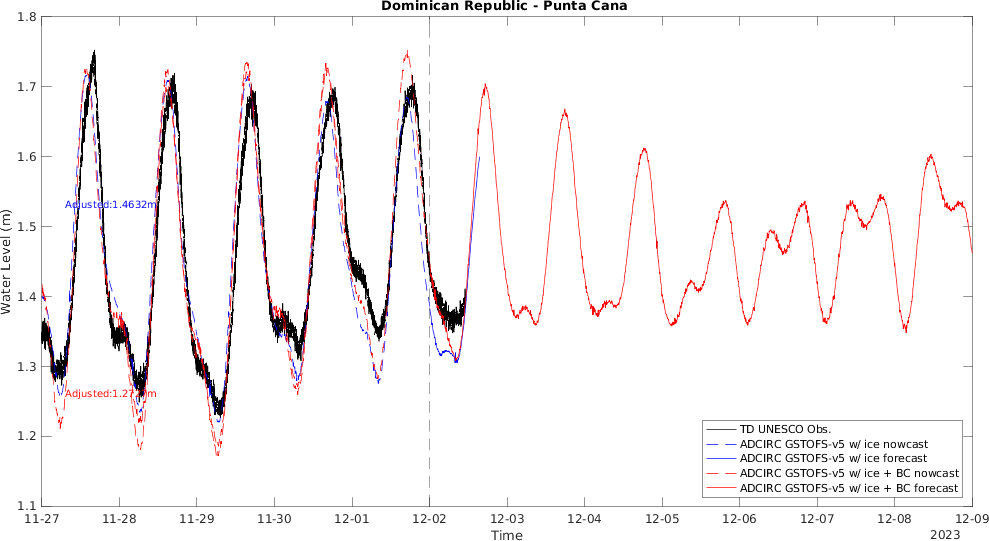 Dominican Republic - Punta Cana
Water Level (m)
1.8
1.7
1.6
1.5
1.4
1.3
1.2
1.1
Adjusted:1.4632m
TD UNESCO Obs.
ADCIRC GSTOFS-v5 w/ ice nowcast
ADCIRC GSTOFS-v5 w/ ice forecast
ADCIRC GSTOFS-v5 w/ ice + BC nowcast
ADCIRC GSTOFS-v5 w/ ice + BC forecast
11-27
11-28
11-29
11-30
12-01
12-02
12-03
12-04
12-05
12-06
12-07
12-08
12-09
Time
2023